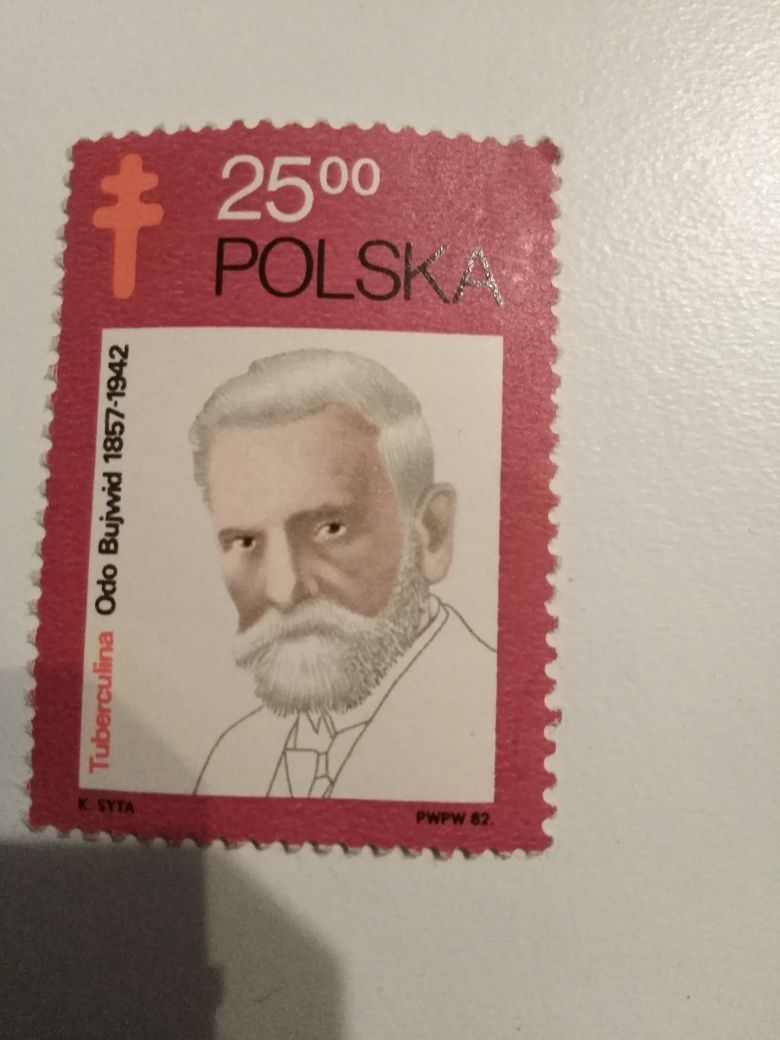 25⁰⁰
POLSKA
Tuberculina Odo Bujwid 1857-1942
K. SYTA
PWPW 82.